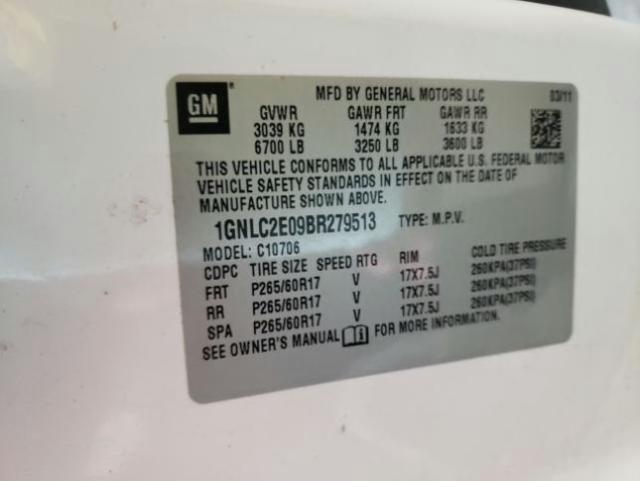 GM
MFD BY GENERAL MOTORS LLC 03/11
GVWR GAWR FRT GAWR RR
3039 KG 1474 KG 1633 KG
6700 LB 3250 LB 3600 LB
THIS VEHICLE CONFORMS TO ALL APPLICABLE U.S. FEDERAL MOTOR
VEHICLE SAFETY STANDARDS IN EFFECT ON THE DATE OF
MANUFACTURE SHOWN ABOVE.
1GNLC2E09BR279513 TYPE: M.P.V.
MODEL: C10706
CDPC TIRE SIZE SPEED RTG RIM COLD TIRE PRESSURE
FRT P265/60R17 V 17X7.5J 260KPA(37PSI)
RR P265/60R17 V 17X7.5J 260KPA(37PSI)
SPA P265/60R17 V 17X7.5J 260KPA(37PSI)
SEE OWNER'S MANUAL FOR MORE INFORMATION.